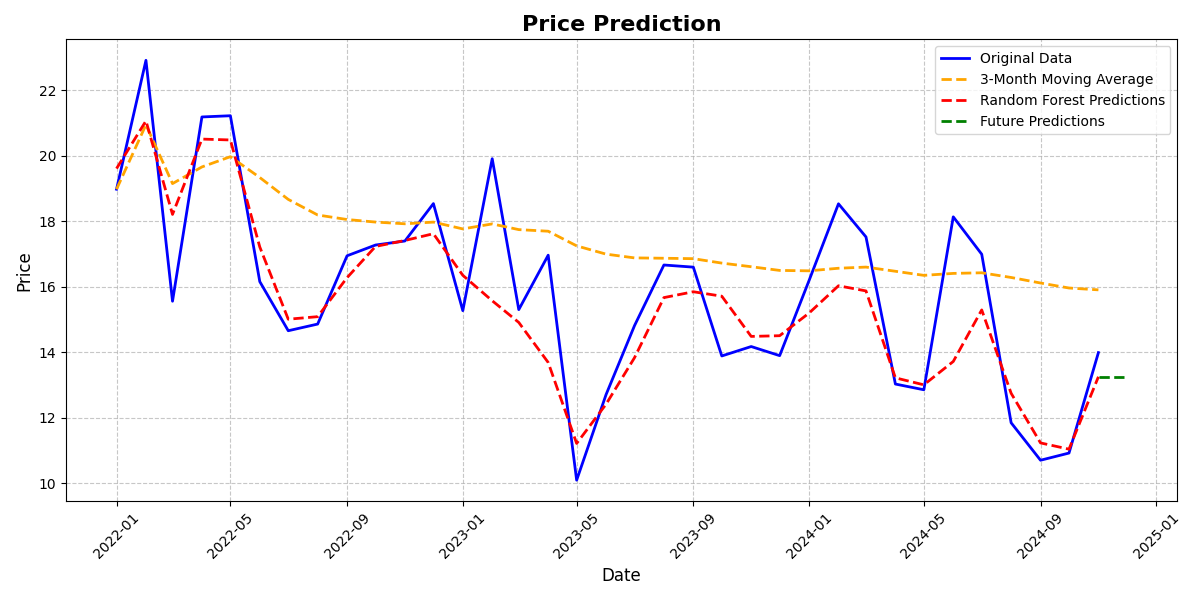 Price Prediction
Original Data
3-Month Moving Average
Random Forest Predictions
Future Predictions
Price
22
20
18
16
14
12
10
2022-01
2022-05
2022-09
2023-01
2023-05
2023-09
2024-01
2024-05
2024-09
2025-01
Date